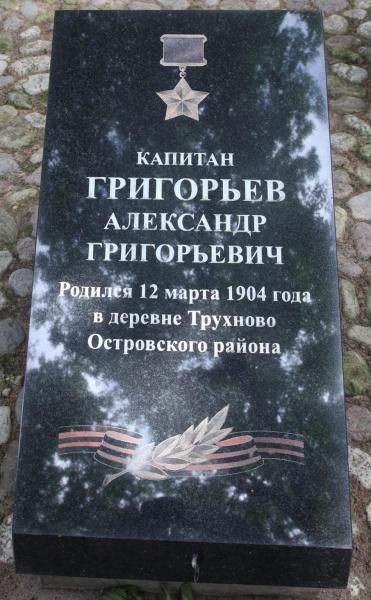 КАПИТАН
ГРИГОРЬЕВ
АЛЕКСАНДР
ГРИГОРЬЕВИЧ
Родился 12 марта 1904 года
в деревне Трухново
Островского района